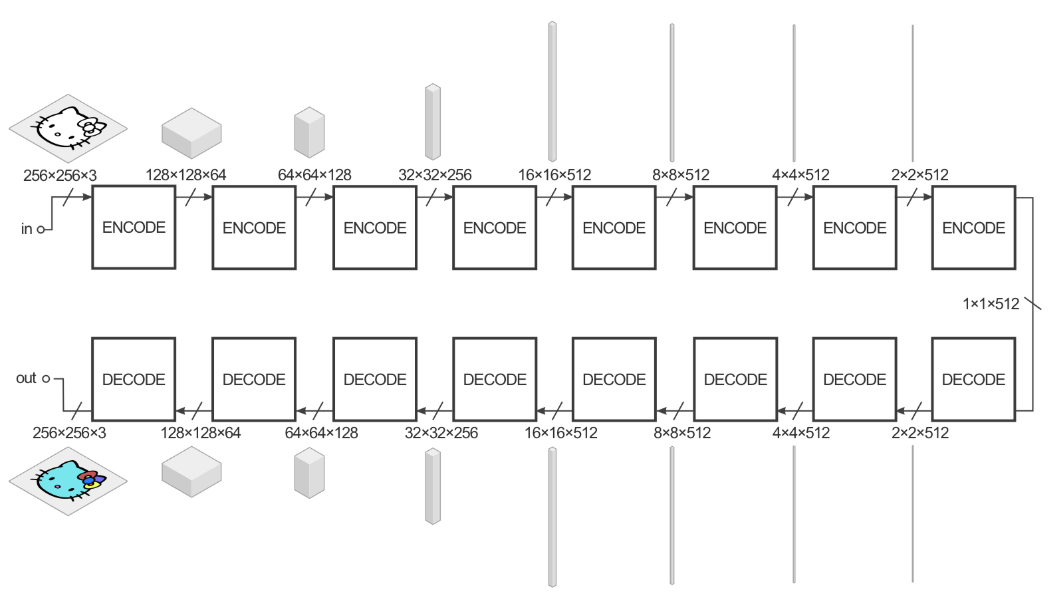 256×256×3 128×128×64 64×64×128 32×32×256 16×16×512 8×8×512 4×4×512 2×2×512
in ENCODE ENCODE ENCODE ENCODE ENCODE ENCODE ENCODE ENCODE
1×1×512
out DECODE DECODE DECODE DECODE DECODE DECODE DECODE DECODE
256×256×3 128×128×64 64×64×128 32×32×256 16×16×512 8×8×512 4×4×512 2×2×512